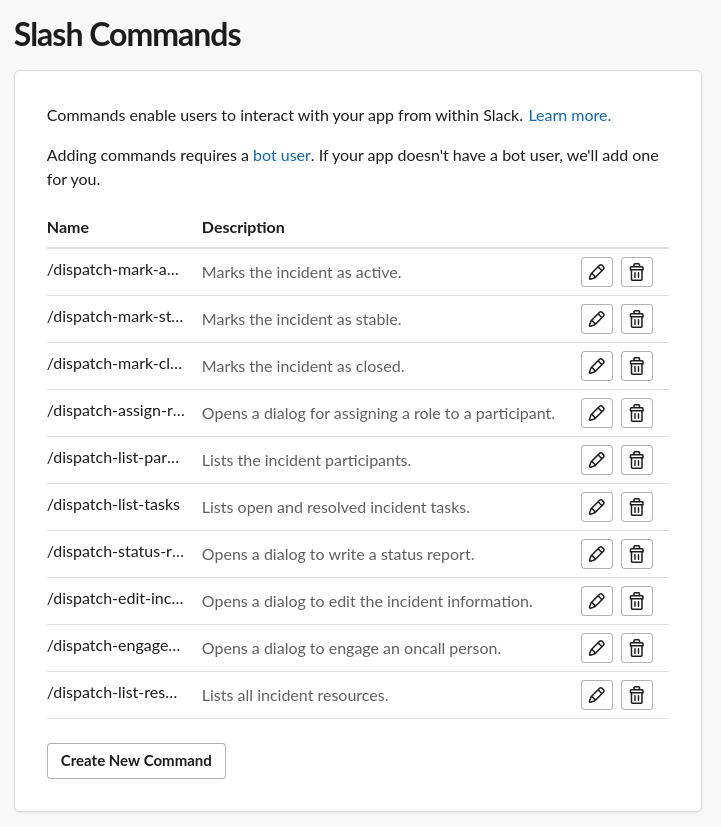 Slash Commands
Commands enable users to interact with your app from within Slack. Learn more.
Adding commands requires a bot user. If your app doesn't have a bot user, we'll add one
for you.
Name Description
/dispatch-mark-a... Marks the incident as active.
/dispatch-mark-st... Marks the incident as stable.
/dispatch-mark-cl... Marks the incident as closed.
/dispatch-assign-r... Opens a dialog for assigning a role to a participant.
/dispatch-list-par... Lists the incident participants.
/dispatch-list-tasks Lists open and resolved incident tasks.
/dispatch-status-r... Opens a dialog to write a status report.
/dispatch-edit-inc... Opens a dialog to edit the incident information.
/dispatch-engage... Opens a dialog to engage an oncall person.
/dispatch-list-res... Lists all incident resources.
Create New Command